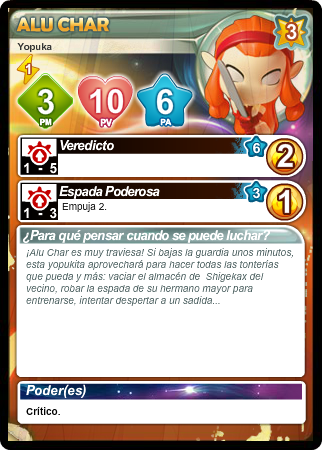 ALU CHAR
3
Yopuka
1
3
PM
10
PV
6
PA
Veredicto
6
2
1 - 5
Espada Poderosa
3
1
Empuja 2.
1 - 3
¿Para qué pensar cuando se puede luchar?
¡Alu Char es muy traviesa! Si bajas la guardia unos minutos,
esta yopukita aprovechará para hacer todas las tonterías
que pueda y más: vaciar el almacén de Shigekax del
vecino, robar la espada de su hermano mayor para
entrenarse, intentar despertar a un sadida...
Poder(es)
Crítico.